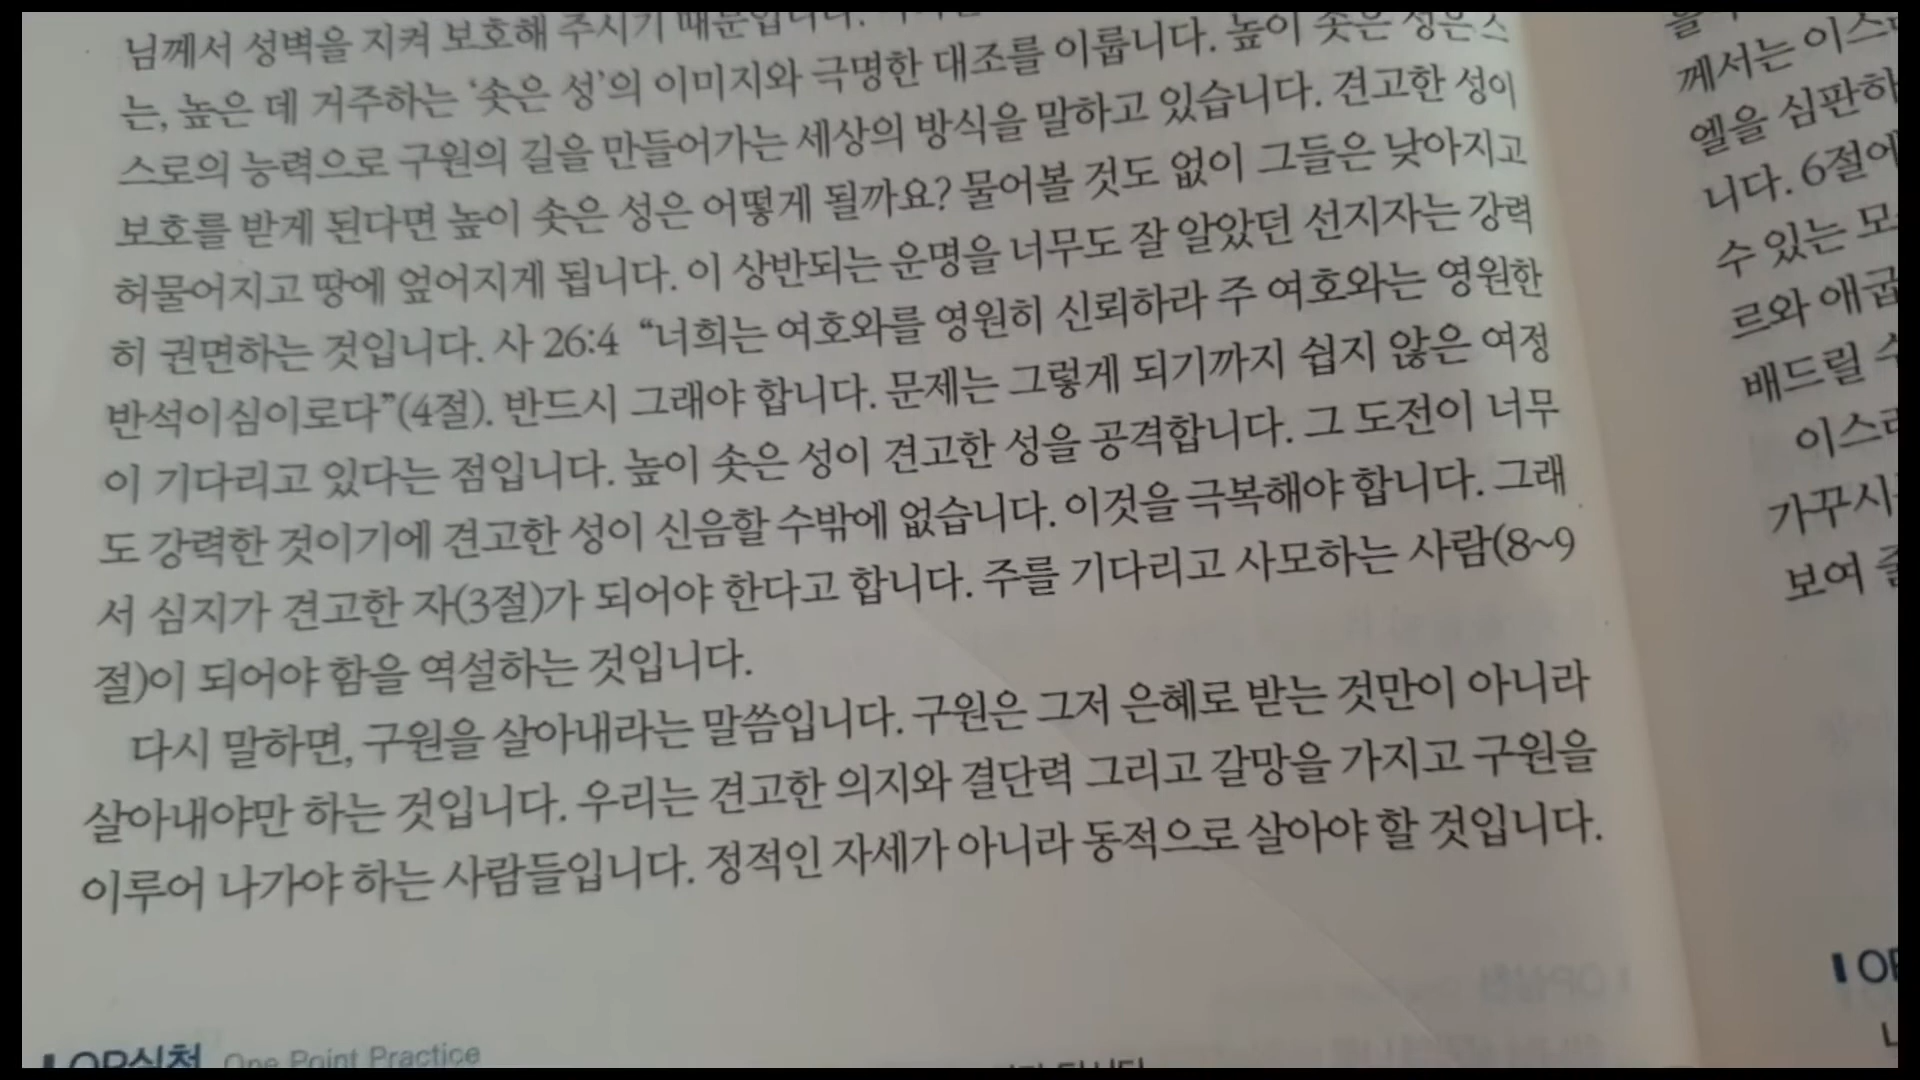 님께서 성벽을 지켜 보호해 주시기 때문입니다.
는, 높은 데 거주하는 ‘솟은 성’의 이미지와 극명한 대조를 이룹니다. 높이 솟은 성은 스
스로의 능력으로 구원의 길을 만들어가는 세상의 방식을 말하고 있습니다. 견고한 성이
보호를 받게 된다면 높이 솟은 성은 어떻게 될까요? 물어볼 것도 없이 그들은 낮아지고
허물어지고 땅에 엎어지게 됩니다. 이 상반되는 운명을 너무도 잘 알았던 선지자는 강력
히 권면하는 것입니다. 사 26:4 “너희는 여호와를 영원히 신뢰하라 주 여호와는 영원한
반석이심이로다”(4절). 반드시 그래야 합니다. 문제는 그렇게 되기까지 쉽지 않은 여정
이 기다리고 있다는 점입니다. 높이 솟은 성이 견고한 성을 공격합니다. 그 도전이 너무
도 강력한 것이기에 견고한 성이 신음할 수밖에 없습니다. 이것을 극복해야 합니다. 그래
서 심지가 견고한 자(3절)가 되어야 한다고 합니다. 주를 기다리고 사모하는 사람(8~9
절)이 되어야 함을 역설하는 것입니다.
다시 말하면, 구원을 살아내라는 말씀입니다. 구원은 그저 은혜로 받는 것만이 아니라
살아내야만 하는 것입니다. 우리는 견고한 의지와 결단력 그리고 갈망을 가지고 구원을
이루어 나가야 하는 사람들입니다. 정적인 자세가 아니라 동적으로 살아야 할 것입니다.
OP실천 One Point Practice
께서는 이스
엘을 심판하
니다. 6절에
수 있는 모
르와 애굽
배드릴 수
이스라
가꾸시
보여 줄
OP